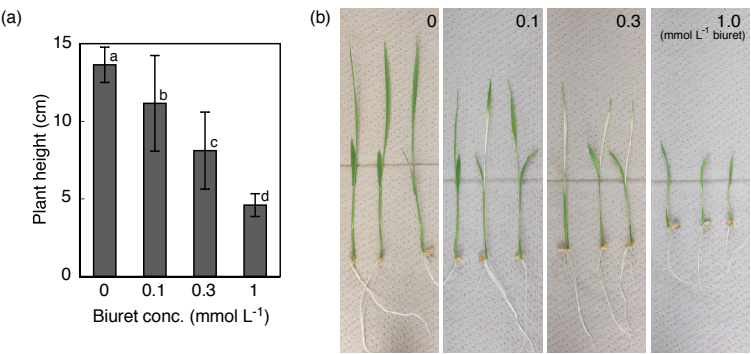 (a)
15
10
5
0
Plant height (cm)
a
b
c
d
0 0.1 0.3 1
Biuret conc. (mmol L⁻¹)
(b)
0
0.1
0.3
1.0
(mmol L⁻¹ biuret)